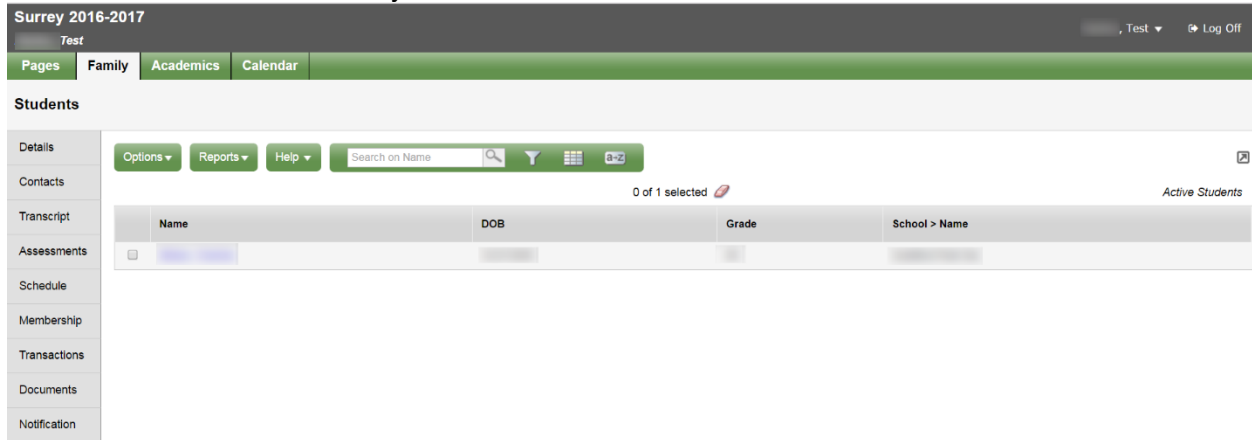 Surrey 2016-2017
Test
, Test Log Off
Pages Family Academics Calendar
Students
Details
Contacts
Transcript
Assessments
Schedule
Membership
Transactions
Documents
Notification
Options Reports Help Search on Name a-z
0 of 1 selected Active Students
Name DOB Grade School > Name